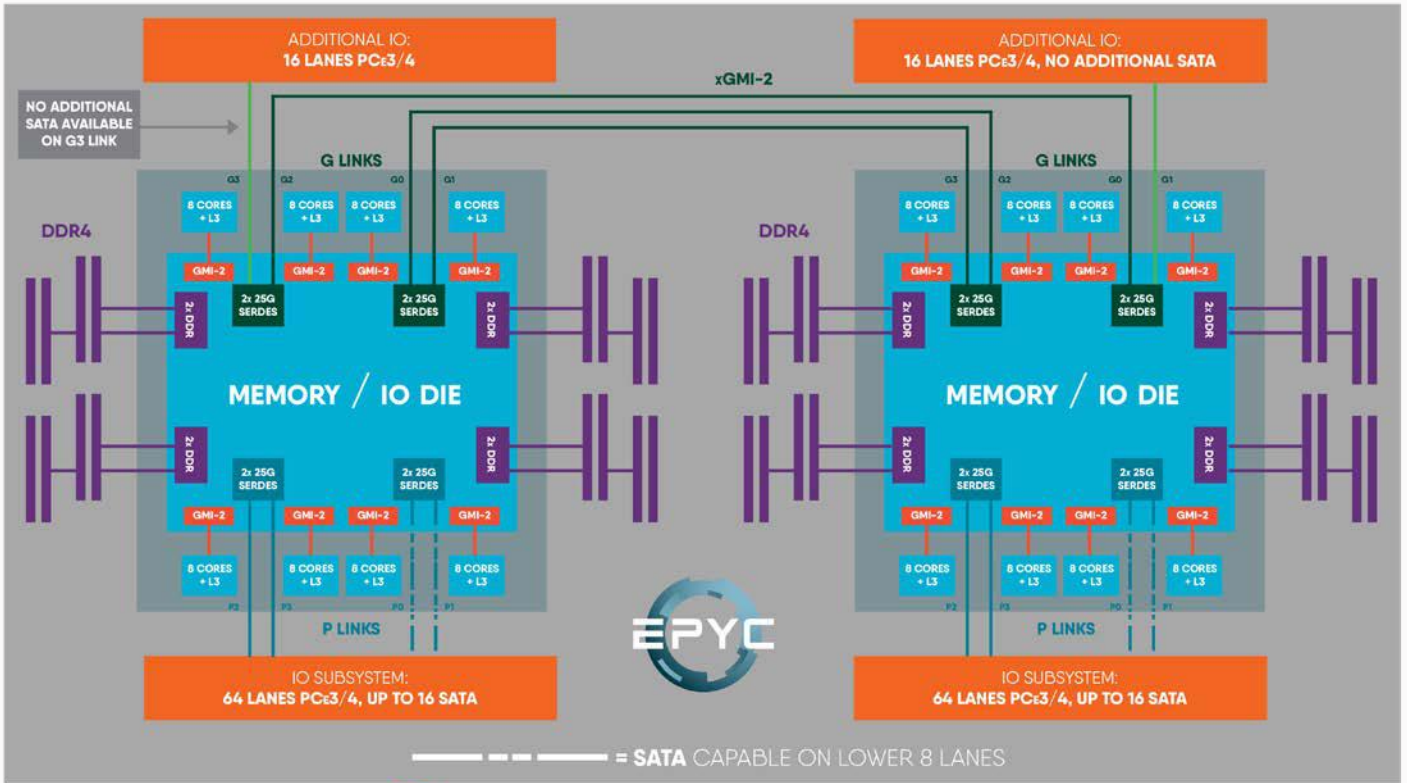 ADDITIONAL IO:
16 LANES PCe3/4
ADDITIONAL IO:
16 LANES PCe3/4, NO ADDITIONAL SATA
xGMI-2
NO ADDITIONAL
SATA AVAILABLE
ON G3 LINK
G LINKS
G3
G2
G0
G1
8 CORES
+ L3
8 CORES
+ L3
8 CORES
+ L3
8 CORES
+ L3
DDR4
GMI-2
GMI-2
GMI-2
GMI-2
2x 25G
SERDES
2x 25G
SERDES
2x DDR
2x DDR
MEMORY / IO DIE
2x DDR
2x DDR
2x 25G
SERDES
2x 25G
SERDES
GMI-2
GMI-2
GMI-2
GMI-2
8 CORES
+ L3
8 CORES
+ L3
8 CORES
+ L3
8 CORES
+ L3
P2
P3
P0
P1
P LINKS
IO SUBSYSTEM:
64 LANES PCe3/4, UP TO 16 SATA
G LINKS
G3
G2
G0
G1
8 CORES
+ L3
8 CORES
+ L3
8 CORES
+ L3
8 CORES
+ L3
DDR4
GMI-2
GMI-2
GMI-2
GMI-2
2x 25G
SERDES
2x 25G
SERDES
2x DDR
2x DDR
MEMORY / IO DIE
2x DDR
2x DDR
2x 25G
SERDES
2x 25G
SERDES
GMI-2
GMI-2
GMI-2
GMI-2
8 CORES
+ L3
8 CORES
+ L3
8 CORES
+ L3
8 CORES
+ L3
P2
P3
P0
P1
P LINKS
IO SUBSYSTEM:
64 LANES PCe3/4, UP TO 16 SATA
EPYC
= SATA CAPABLE ON LOWER 8 LANES